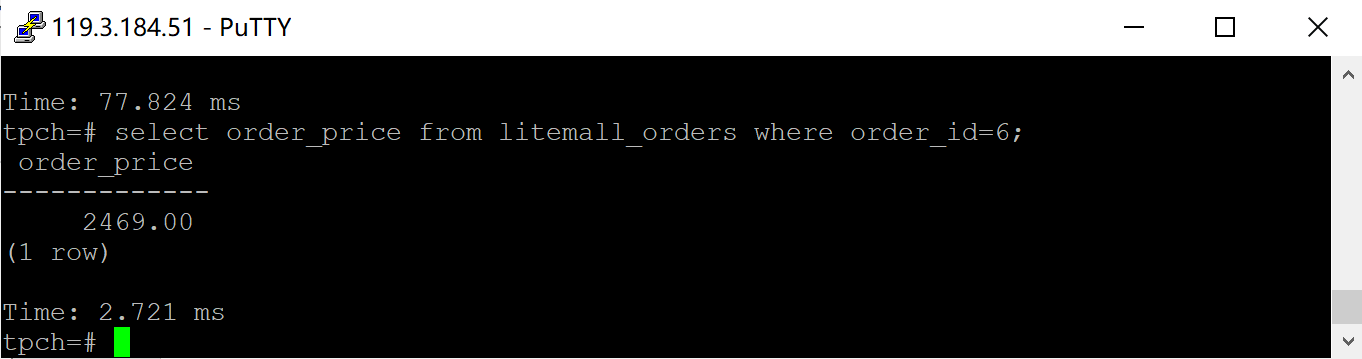 119.3.184.51 - PuTTY
Time: 77.824 ms
tpch=# select order_price from litemall_orders where order_id=6;
 order_price
-------------
     2469.00
(1 row)
Time: 2.721 ms
tpch=#